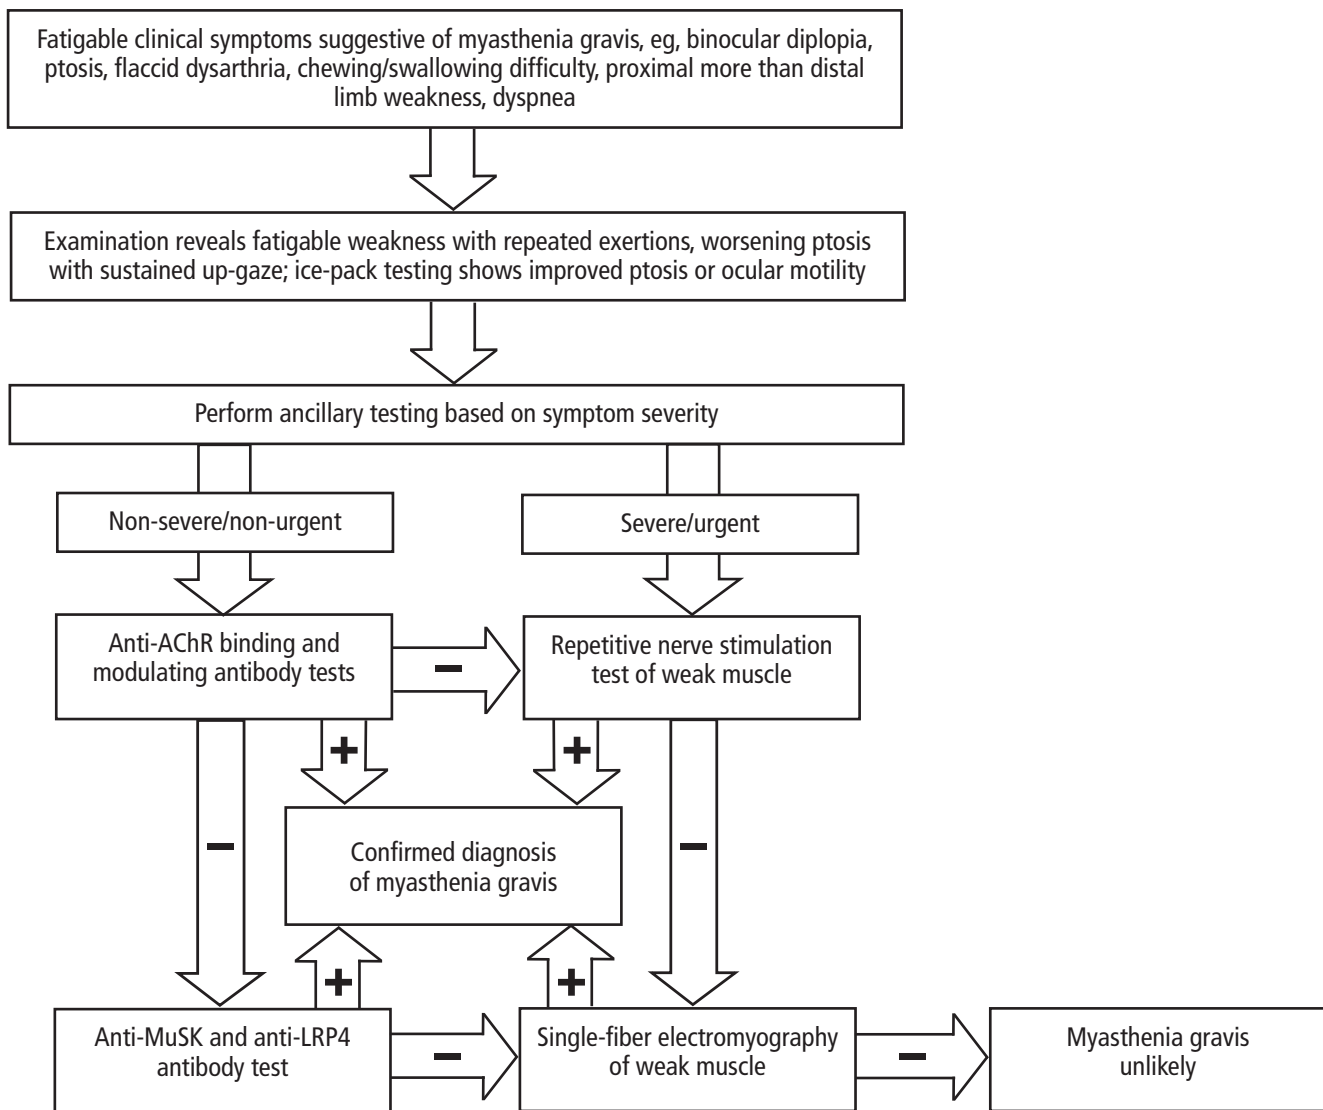 Fatigable clinical symptoms suggestive of myasthenia gravis, eg, binocular diplopia,
ptosis, flaccid dysarthria, chewing/swallowing difficulty, proximal more than distal
limb weakness, dyspnea
Examination reveals fatigable weakness with repeated exertions, worsening ptosis
with sustained up-gaze; ice-pack testing shows improved ptosis or ocular motility
Perform ancillary testing based on symptom severity
Non-severe/non-urgent
Severe/urgent
Anti-AChR binding and
modulating antibody tests
–
Repetitive nerve stimulation
test of weak muscle
+
+
–
Confirmed diagnosis
of myasthenia gravis
–
+
+
Anti-MuSK and anti-LRP4
antibody test
–
Single-fiber electromyography
of weak muscle
–
Myasthenia gravis
unlikely